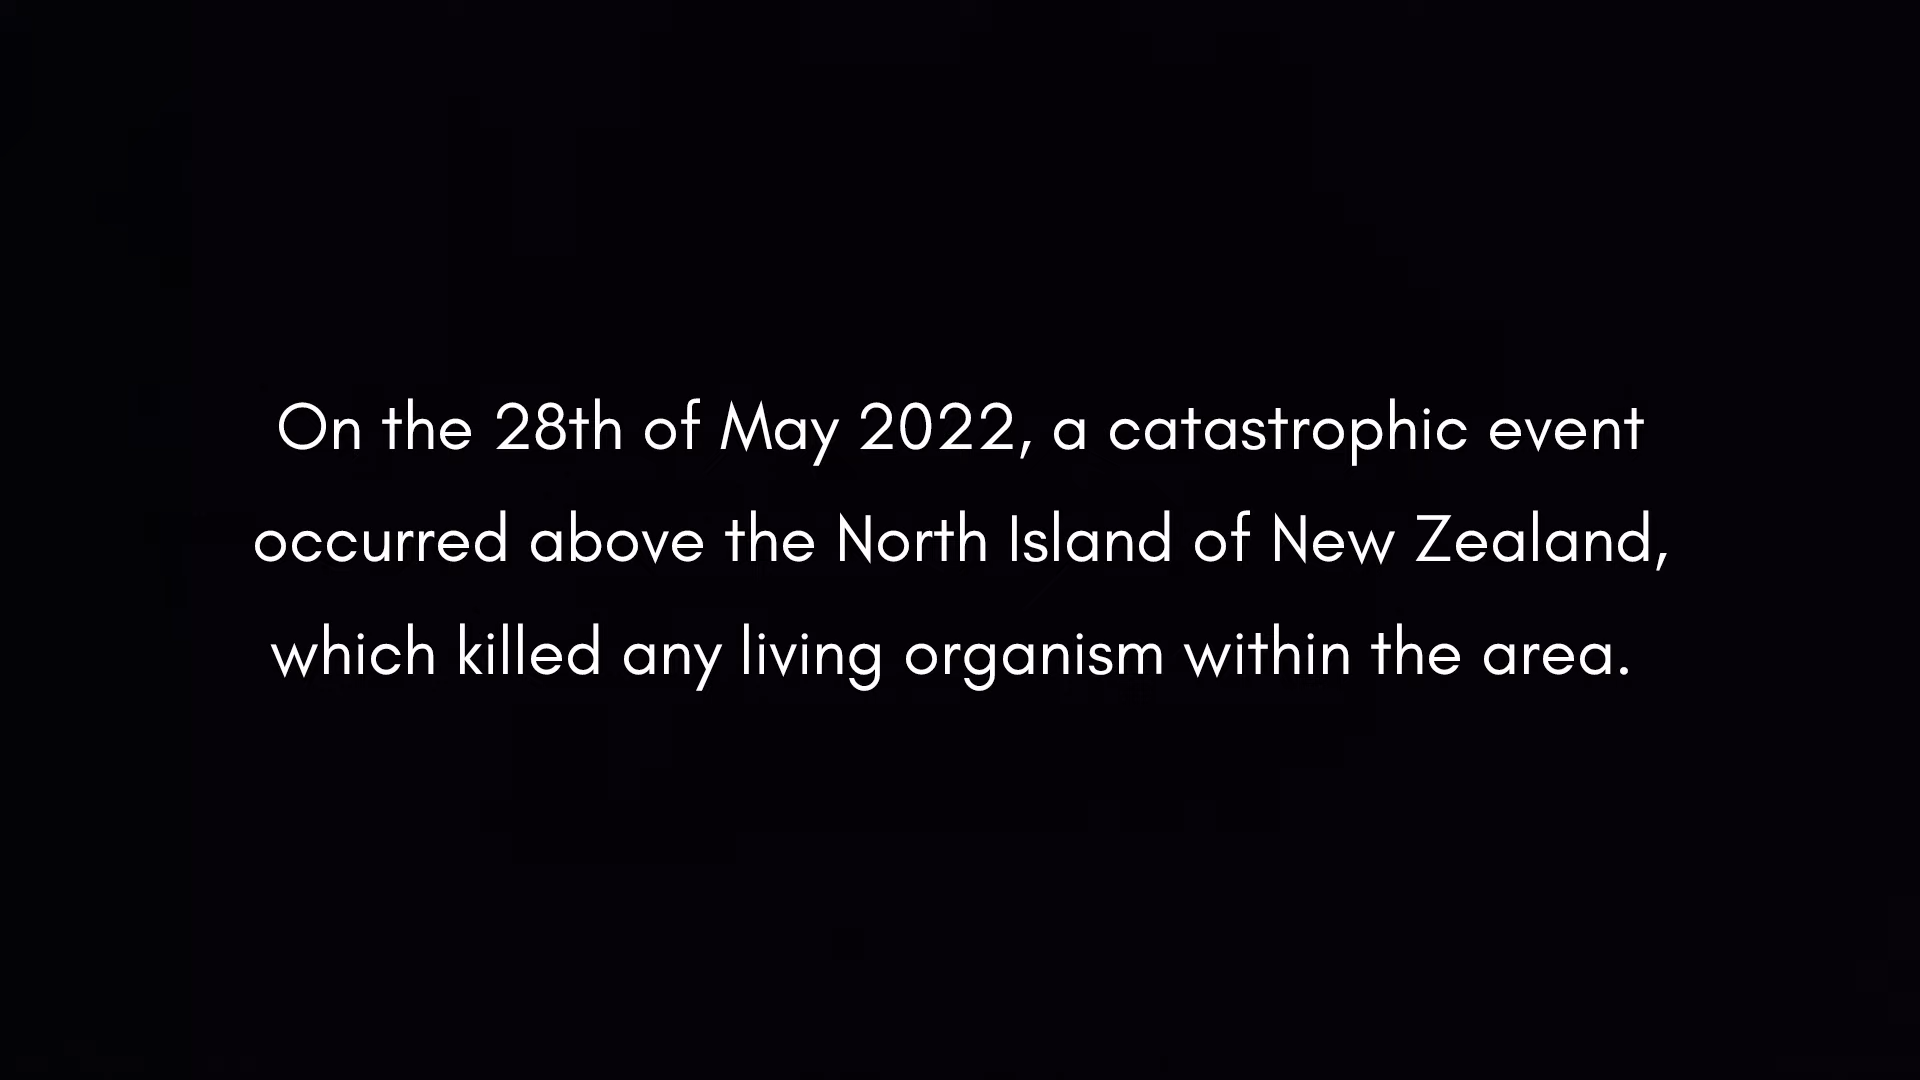 On the 28th of May 2022, a catastrophic event
occurred above the North Island of New Zealand,
which killed any living organism within the area.